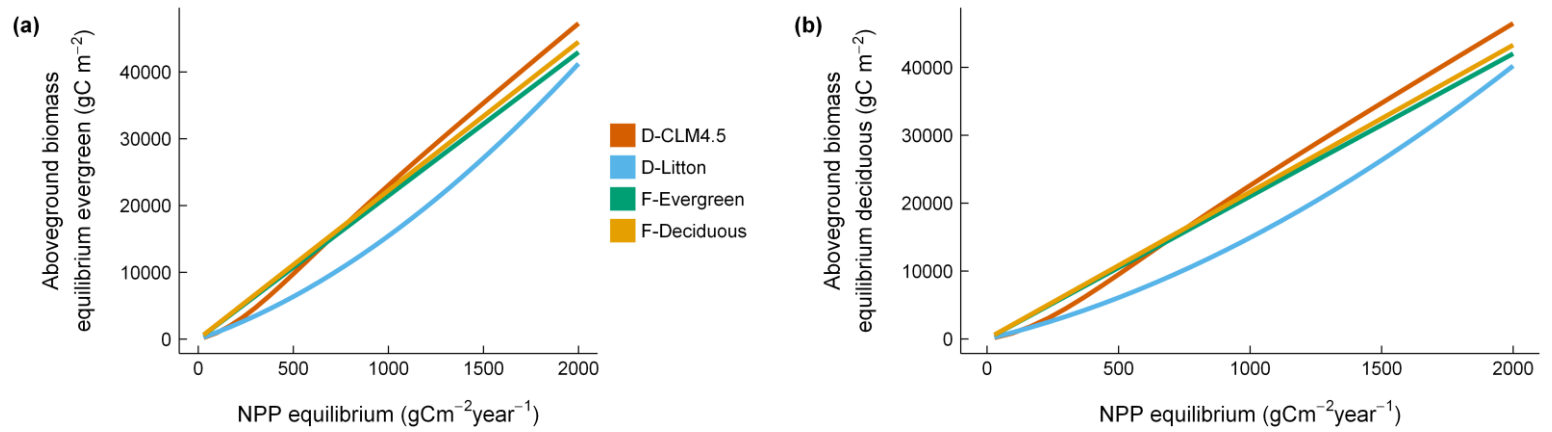 (a)
Aboveground biomass
equilibrium evergreen (gC m⁻²)
40000
30000
20000
10000
0
0 500 1000 1500 2000
NPP equilibrium (gCm⁻²year⁻¹)
D-CLM4.5
D-Litton
F-Evergreen
F-Deciduous
(b)
Aboveground biomass
equilibrium deciduous (gC m⁻²)
40000
30000
20000
10000
0
0 500 1000 1500 2000
NPP equilibrium (gCm⁻²year⁻¹)